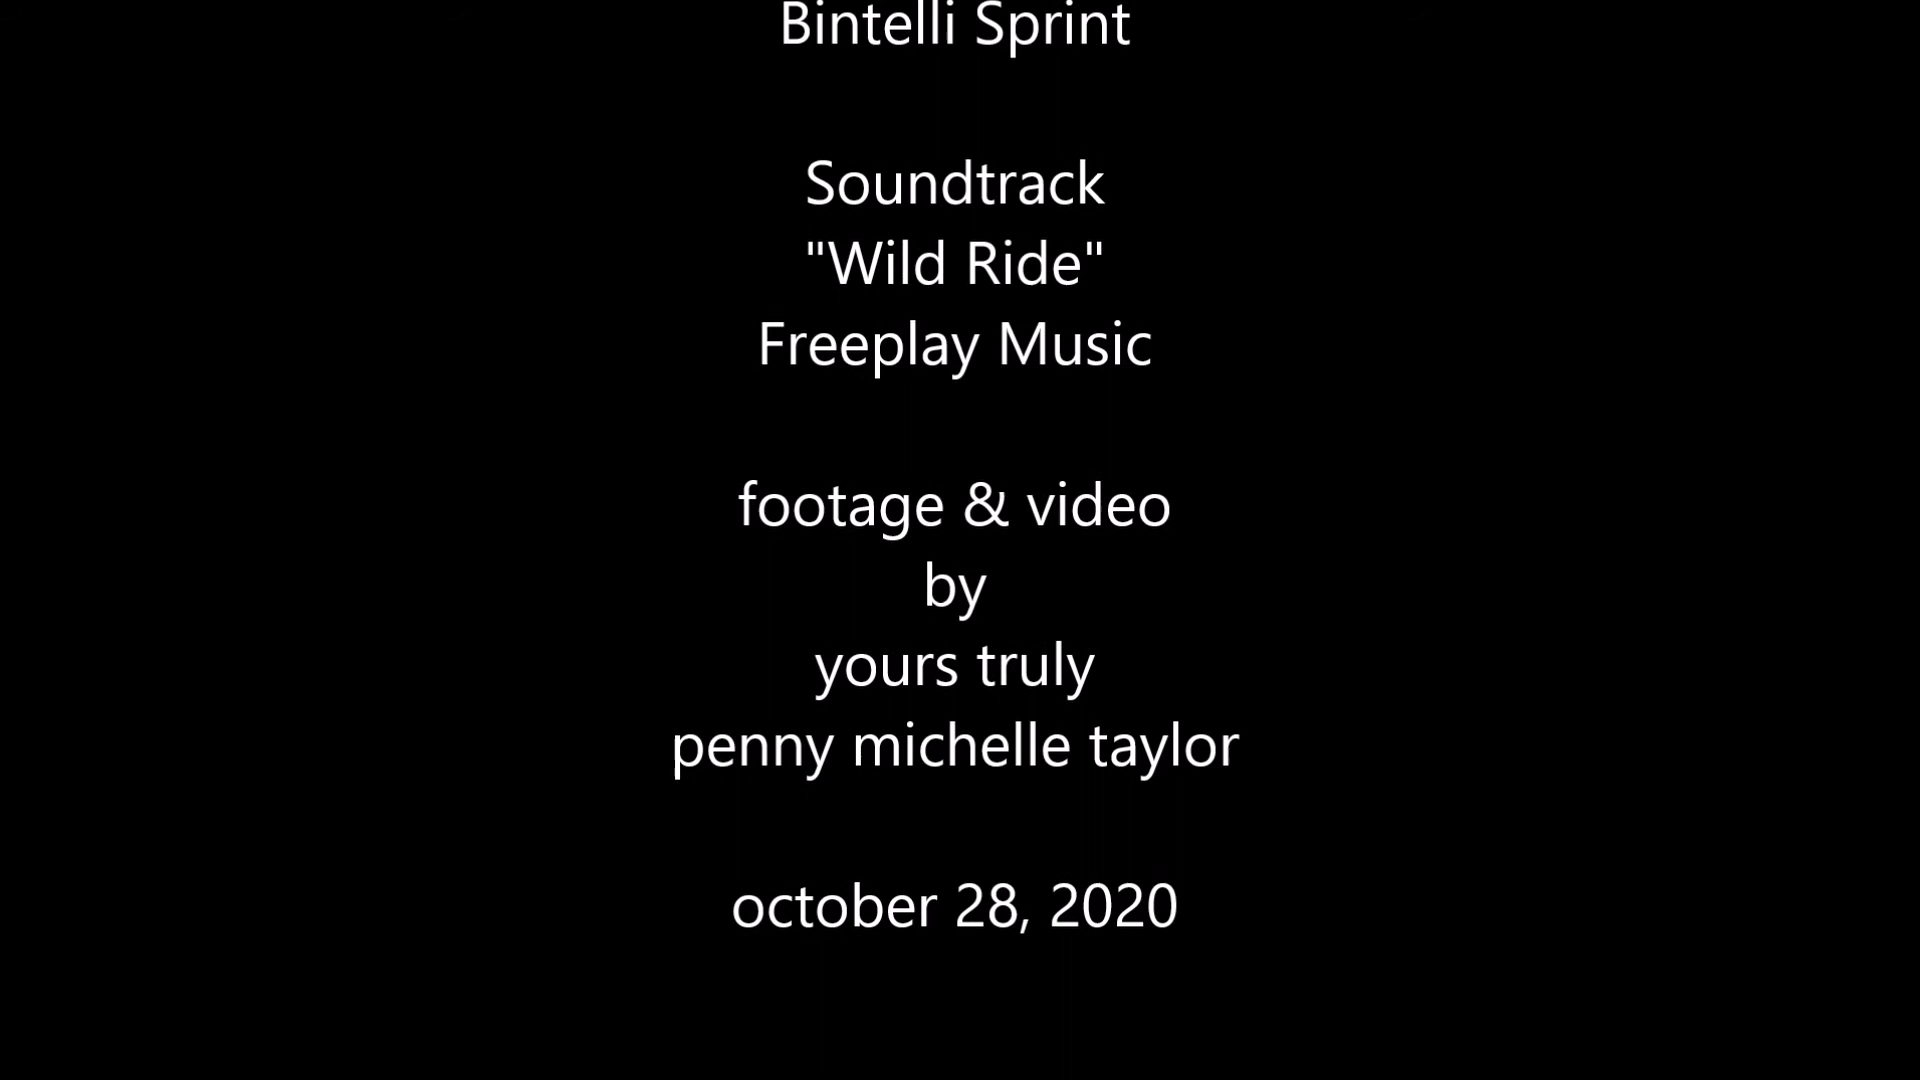 Bintelli Sprint
Soundtrack
"Wild Ride"
Freeplay Music
footage & video
by
yours truly
penny michelle taylor
october 28, 2020